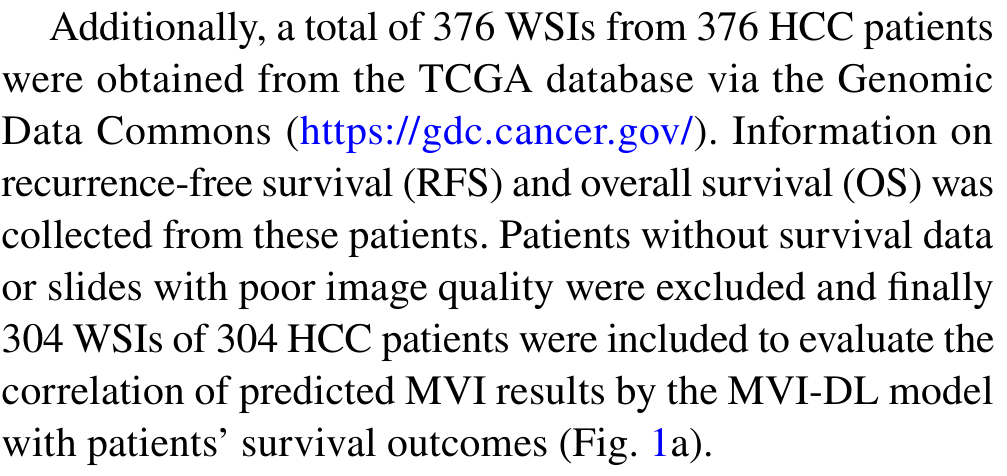 Additionally, a total of 376 WSIs from 376 HCC patients
were obtained from the TCGA database via the Genomic
Data Commons (https://gdc.cancer.gov/). Information on
recurrence-free survival (RFS) and overall survival (OS) was
collected from these patients. Patients without survival data
or slides with poor image quality were excluded and finally
304 WSIs of 304 HCC patients were included to evaluate the
correlation of predicted MVI results by the MVI-DL model
with patients’ survival outcomes (Fig. 1a).